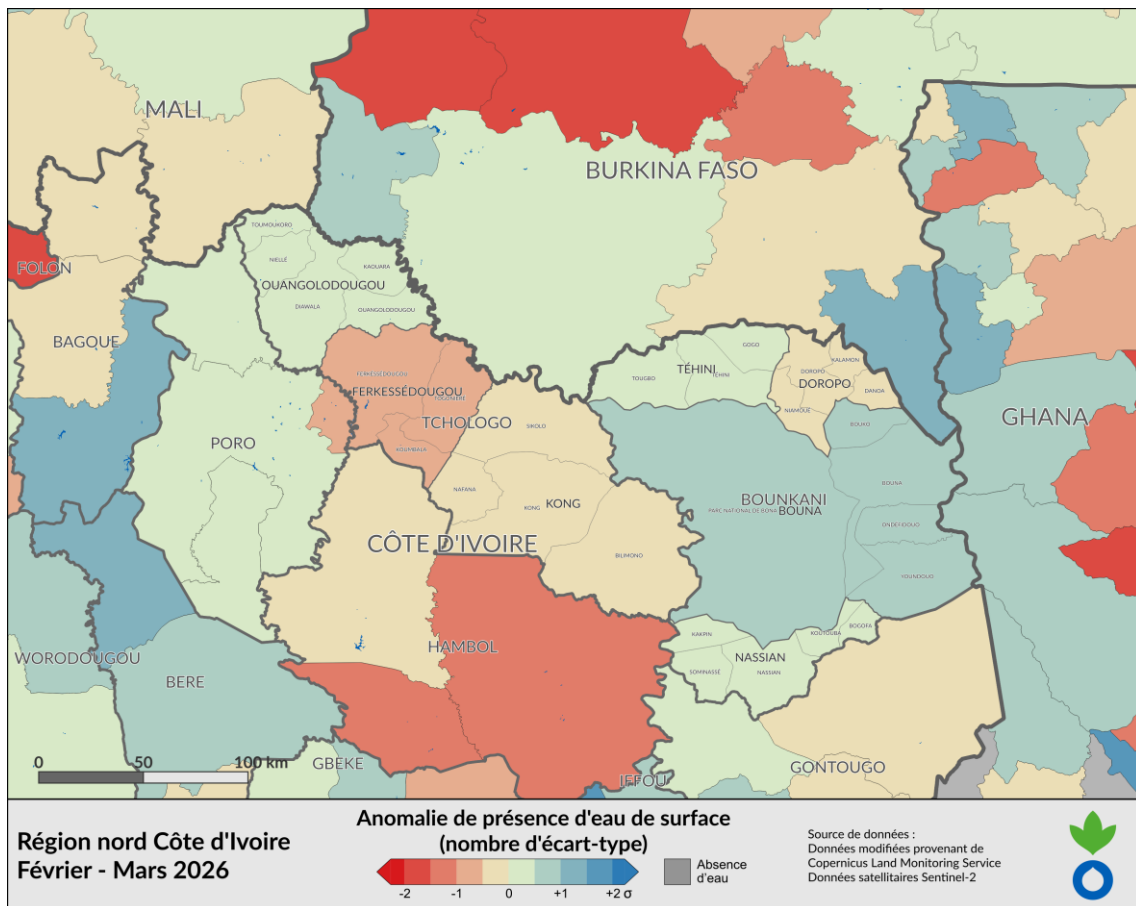 MALI
BURKINA FASO
TOUMOUKORO
NIELLÉ
KAOUARA
FOLON
OUANGOLODOUGOU
DIAWALA
OUANGOLODOUGOU
BAGOUE
GOGO
KALAMON
TÉHINI
TÉHINI
TOUGBO
DOROPO
DOROPO
DANOA
NIAMOUE
FERKESSEDOUGOU
FERKESSÉDOUGOU
TOGONIERE
TCHOLOGO
GHANA
SIKOLO
BOUKO
PORO
KOUMBALA
NAFANA
KONG
KONG
BOUNA
BOUNKANI
PARC NATIONAL DE BONA
BOUNA
ONDEFIDOUO
CÔTE D'IVOIRE
BILIMONO
YOUNDOUO
BOGOFA
KAKPIN
KOUTOUBA
HAMBOL
WORODOUGOU
NASSIAN
SOMINASSÉ
NASSIAN
BERE
0 50 100 km
GBEKE
IFFOU
GONTOUGO
Région nord Côte d'Ivoire
Février - Mars 2026
Anomalie de présence d'eau de surface
(nombre d'écart-type)
-2 -1 0 +1 +2 σ
Absence
d'eau
Source de données :
Données modifiées provenant de
Copernicus Land Monitoring Service
Données satellitaires Sentinel-2